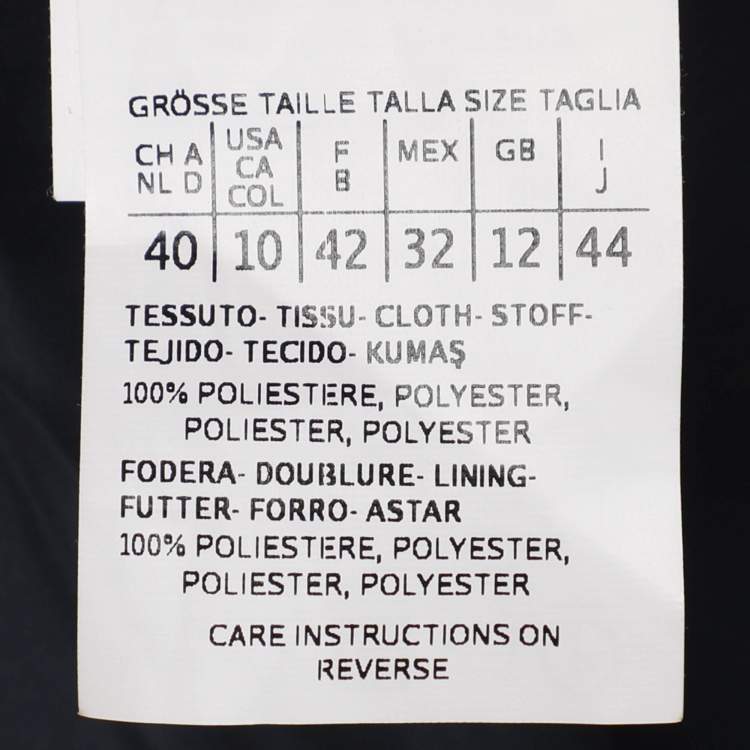 GRÖSSE TAILLE TALLA SIZE TAGLIA
CH A NL D | USA CA COL | F B | MEX | GB | I J
40 | 10 | 42 | 32 | 12 | 44
TESSUTO- TISSU- CLOTH- STOFF-
TEJIDO- TECIDO- KUMAŞ
100% POLIESTERE, POLYESTER,
POLIESTER, POLYESTER
FODERA- DOUBLURE- LINING-
FUTTER- FORRO- ASTAR
100% POLIESTERE, POLYESTER,
POLIESTER, POLYESTER
CARE INSTRUCTIONS ON
REVERSE